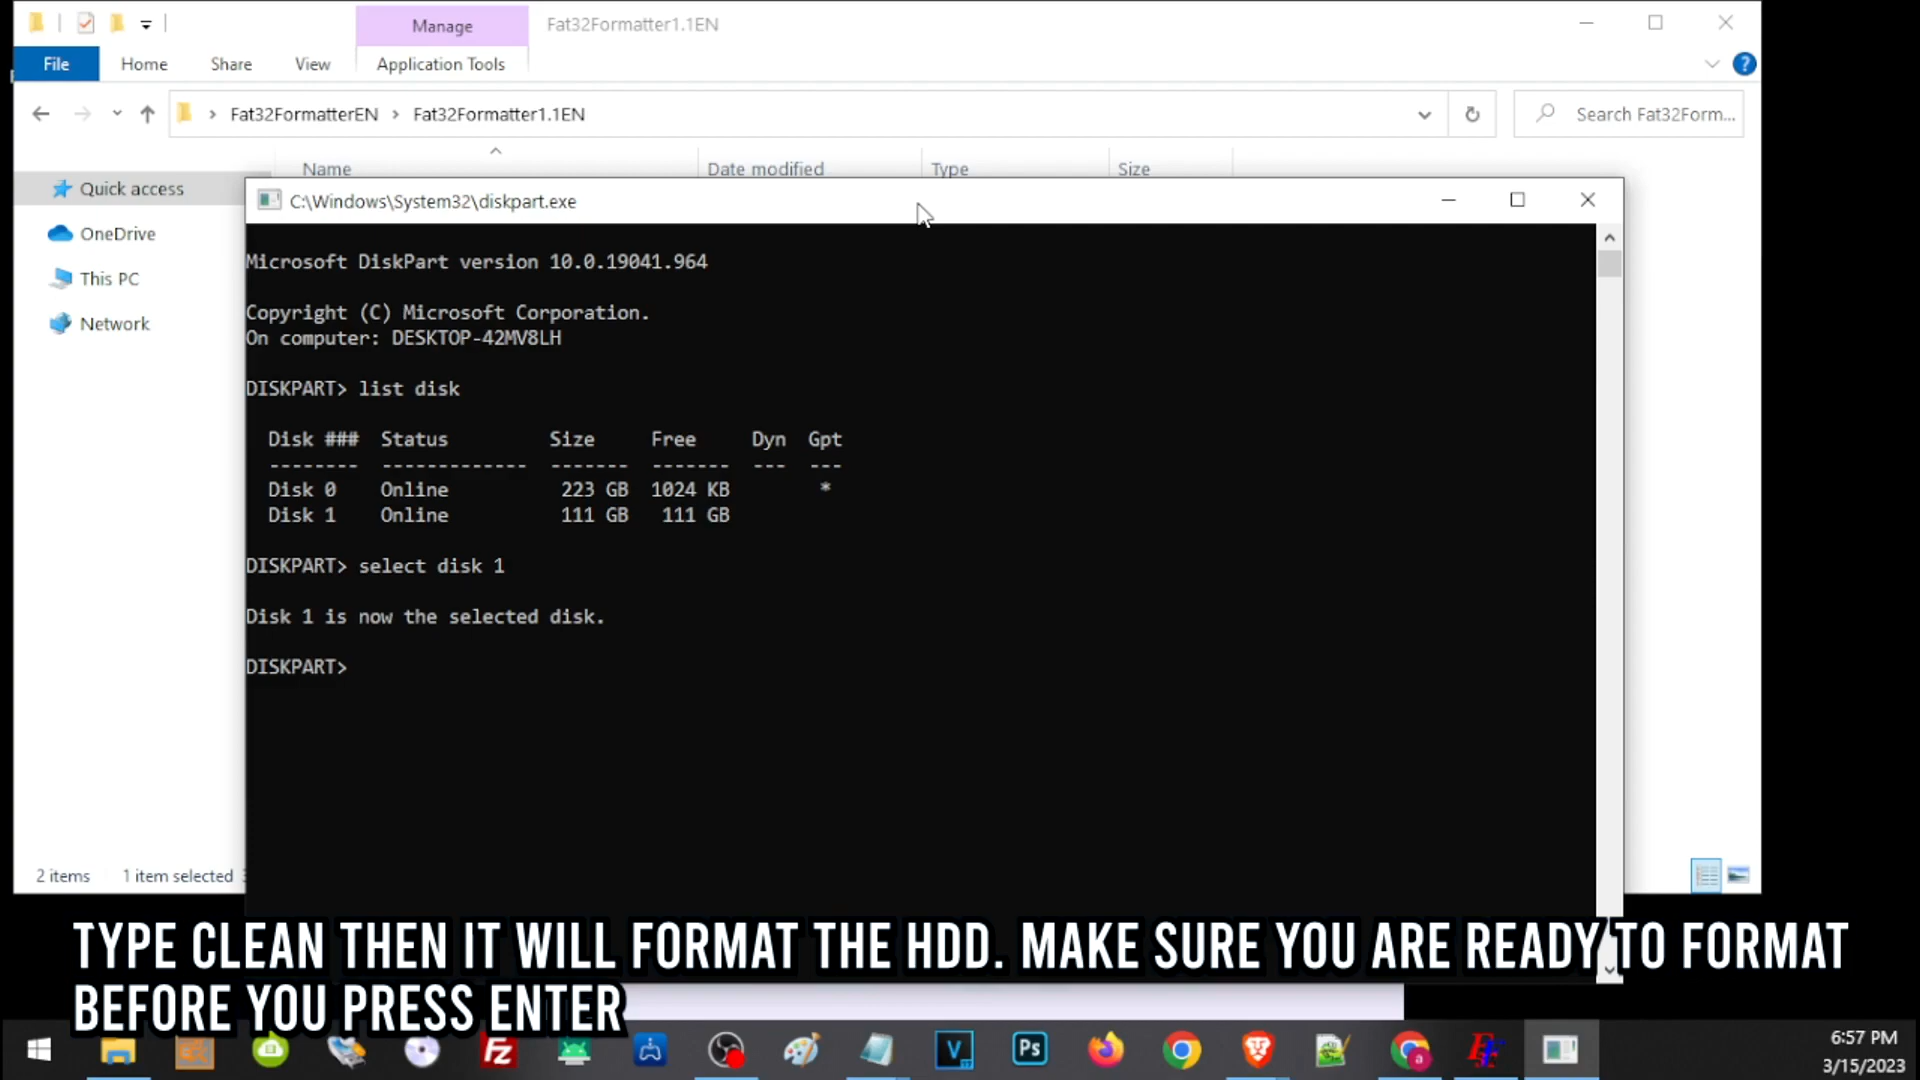 Manage
Fat32Formatter1.1EN
File
Home
Share
View
Application Tools
Fat32FormatterEN > Fat32Formatter1.1EN
Search Fat32Form...
Name
Date modified
Type
Size
Quick access
OneDrive
This PC
Network
C:\Windows\System32\diskpart.exe
Microsoft DiskPart version 10.0.19041.964
Copyright (C) Microsoft Corporation.
On computer: DESKTOP-42MV8LH
DISKPART> list disk
Disk ### Status Size Free Dyn Gpt
-------- ------------- ------- ------- --- ---
Disk 0 Online 223 GB 1024 KB *
Disk 1 Online 111 GB 111 GB
DISKPART> select disk 1
Disk 1 is now the selected disk.
DISKPART>
2 items 1 item selected
TYPE CLEAN THEN IT WILL FORMAT THE HDD. MAKE SURE YOU ARE READY TO FORMAT
BEFORE YOU PRESS ENTER
Fz
V
Ps
6:57 PM
3/15/2023